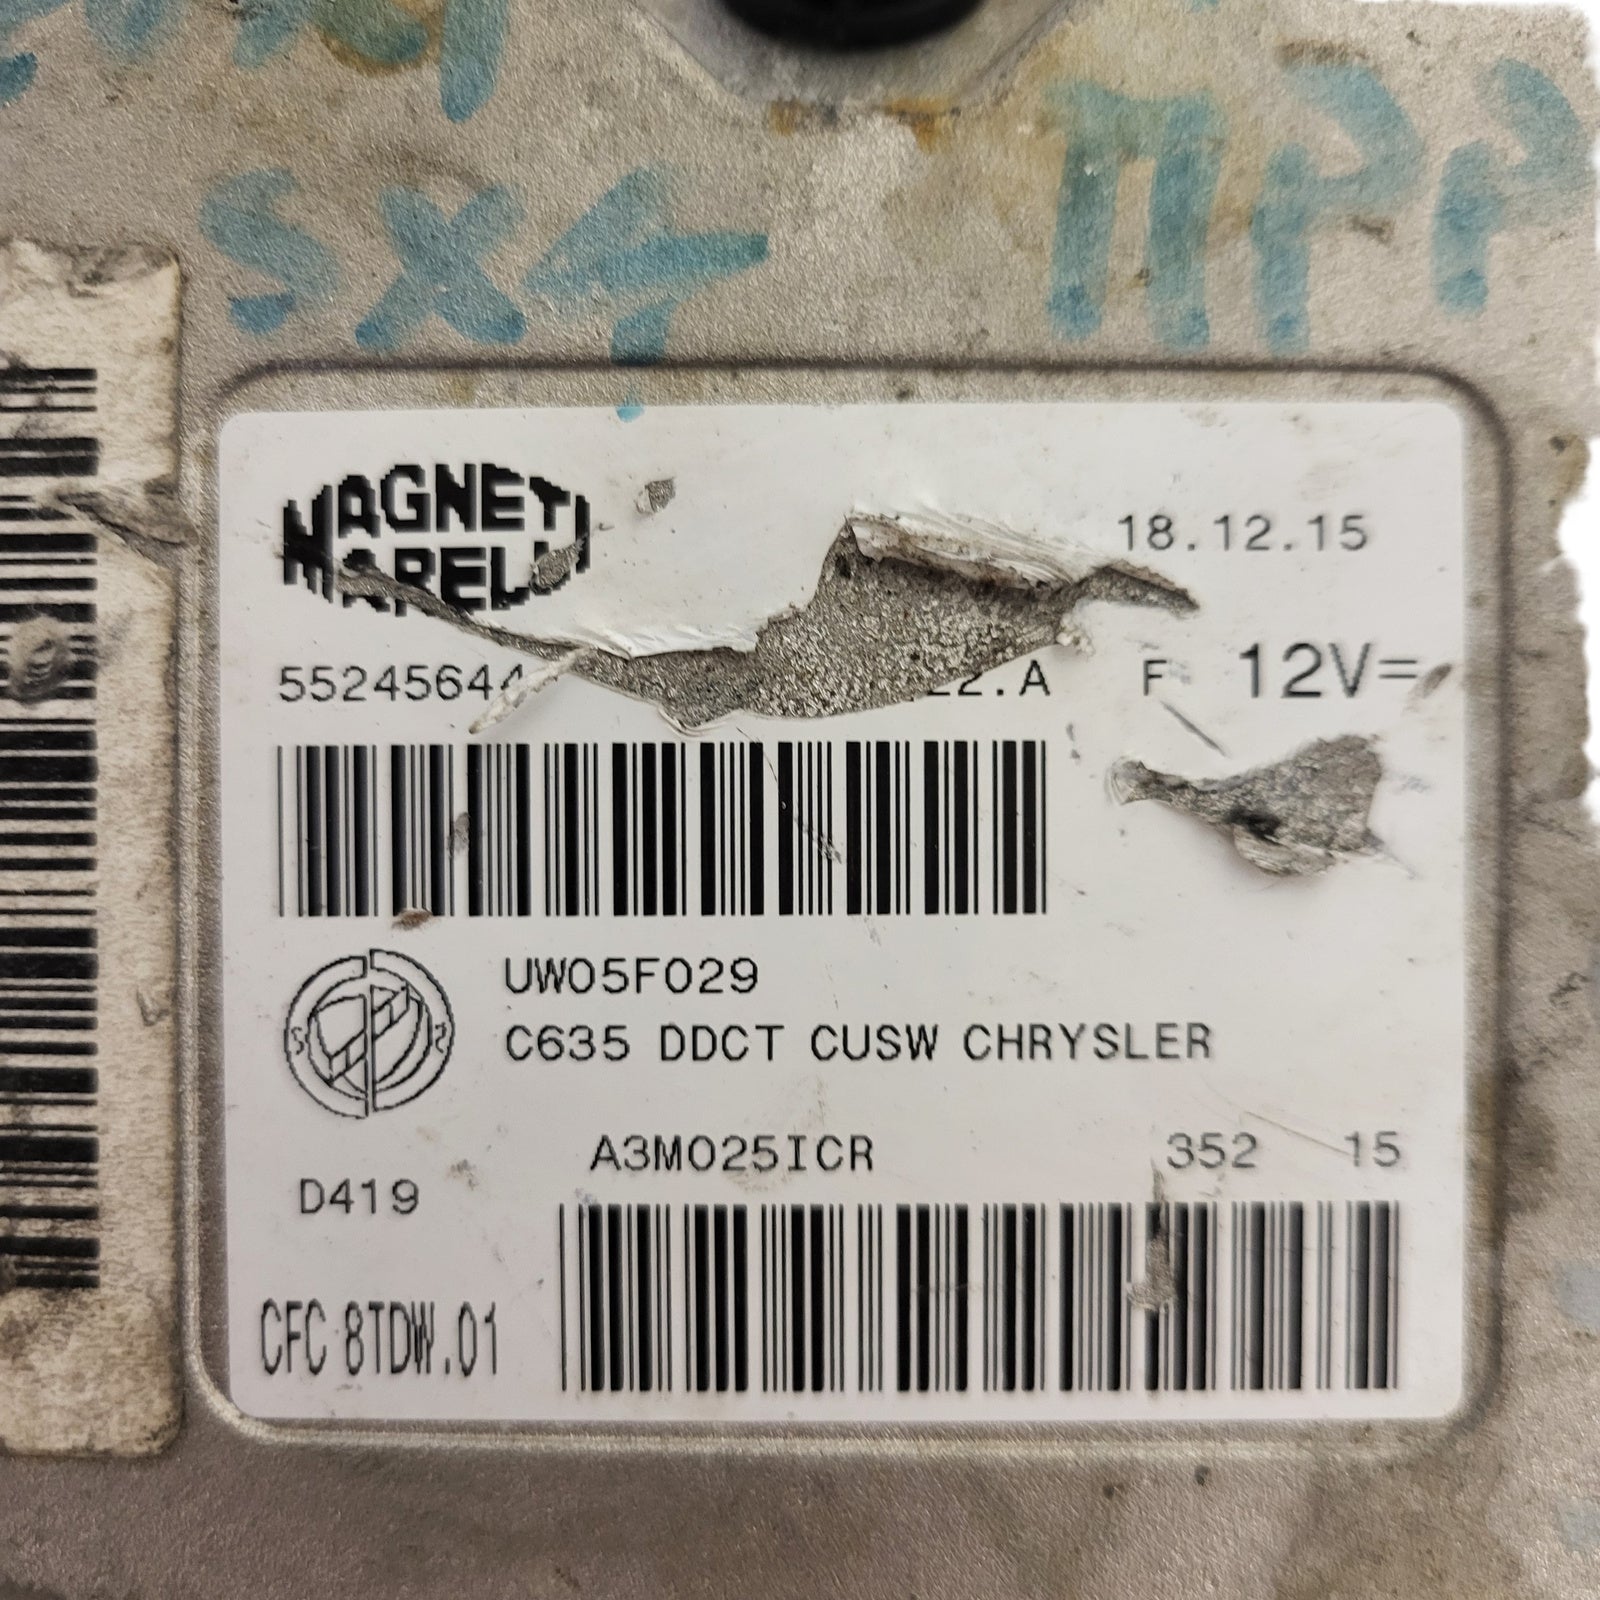 SX4
ПРР
MAGNETI
MARELLI
18.12.15
55245644
22.A F 12V=
UW05F029
C635 DDCT CUSW CHRYSLER
A3M025ICR 352 15
D419
CFC 8TDW.01